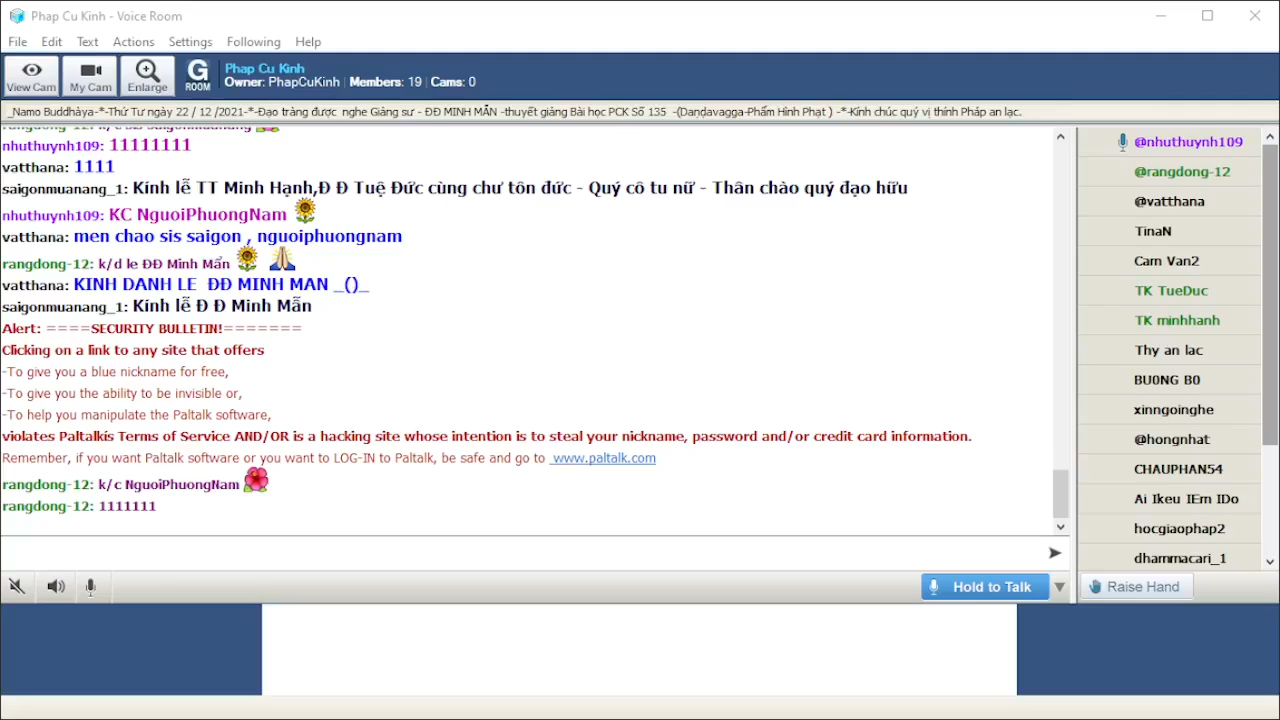 Phap Cu Kinh - Voice Room
File Edit Text Actions Settings Following Help
View Cam My Cam Enlarge G ROOM
Phap Cu Kinh
Owner: PhapCuKinh Members: 19 Cams: 0
_Namo Buddhàya-*-Thứ Tư ngày 22 / 12 /2021-*-Đạo tràng được nghe Giảng sư - ĐĐ MINH MẪN -thuyết giảng Bài học PCK Số 135 -(Daṇḍavagga-Phẩm Hình Phạt ) -*-Kính chúc quý vị thính Pháp an lạc.
rangdong-12: k/c sis saigonmuanang
nhuthuynh109: 11111111
vatthana: 1111
saigonmuanang_1: Kính lễ TT Minh Hạnh,Đ Đ Tuệ Đức cùng chư tôn đức - Quý cô tu nữ - Thân chào quý đạo hữu
nhuthuynh109: KC NguoiPhuongNam
vatthana: men chao sis saigon , nguoiphuongnam
rangdong-12: k/d le ĐĐ Minh Mẩn
vatthana: KINH DANH LE ĐĐ MINH MAN _()_
saigonmuanang_1: Kính lễ Đ Đ Minh Mẫn
Alert: ====SECURITY BULLETIN!=======
Clicking on a link to any site that offers
-To give you a blue nickname for free,
-To give you the ability to be invisible or,
-To help you manipulate the Paltalk software,
violates Paltalkís Terms of Service AND/OR is a hacking site whose intention is to steal your nickname, password and/or credit card information.
Remember, if you want Paltalk software or you want to LOG-IN to Paltalk, be safe and go to www.paltalk.com
rangdong-12: k/c NguoiPhuongNam
rangdong-12: 1111111
Hold to Talk
@nhuthuynh109
@rangdong-12
@vatthana
TinaN
Cam Van2
TK TueDuc
TK minhhanh
Thy an lac
BU0NG B0
xinngoinghe
@hongnhat
CHAUPHAN54
Ai Ikeu IEm IDo
hocgiaophap2
dhammacari_1
Raise Hand